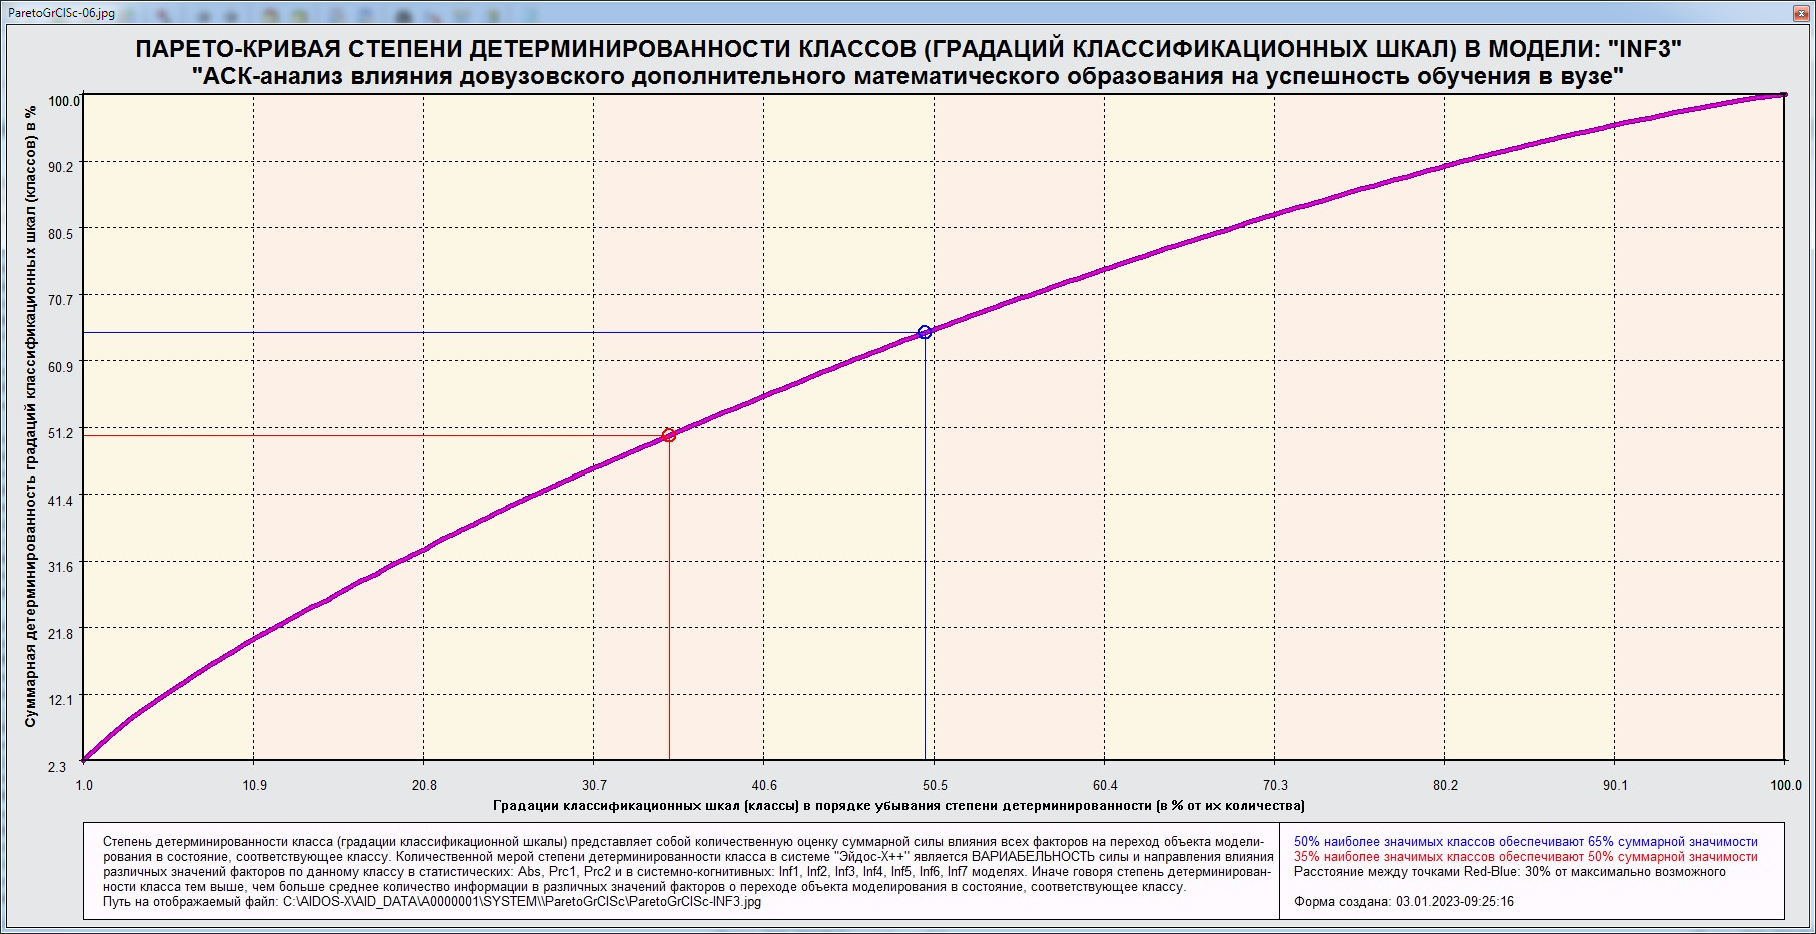 ParetoGrClSc-06.jpg
ПАРЕТО-КРИВАЯ СТЕПЕНИ ДЕТЕРМИНИРОВАННОСТИ КЛАССОВ (ГРАДАЦИЙ КЛАССИФИКАЦИОННЫХ ШКАЛ) В МОДЕЛИ: "INF3"
"АСК-анализ влияния довузовского дополнительного математического образования на успешность обучения в вузе"
Суммарная детерминированность градаций классификационных шкал (классов) в %
100.0
90.2
80.5
70.7
60.9
51.2
41.4
31.6
21.8
12.1
2.3
1.0 10.9 20.8 30.7 40.6 50.5 60.4 70.3 80.2 90.1 100.0
Градации классификационных шкал (классы) в порядке убывания степени детерминированности (в % от их количества)
Степень детерминированности класса (градации классификационной шкалы) представляет собой количественную оценку суммарной силы влияния всех факторов на переход объекта модели-
рования в состояние, соответствующее классу. Количественной мерой степени детерминированности класса в системе "Эйдос-X++" является ВАРИАБЕЛЬНОСТЬ силы и направления влияния
различных значений факторов по данному классу в статистических: Abs, Prc1, Prc2 и в системно-когнитивных: Inf1, Inf2, Inf3, Inf4, Inf5, Inf6, Inf7 моделях. Иначе говоря степень детерминирован-
ности класса тем выше, чем больше среднее количество информации в различных значений факторов о переходе объекта моделирования в состояние, соответствующее классу.
Путь на отображаемый файл: C:\AIDOS-X\AID_DATA\A0000001\SYSTEM\\ParetoGrClSc\ParetoGrClSc-INF3.jpg
50% наиболее значимых классов обеспечивают 65% суммарной значимости
35% наиболее значимых классов обеспечивают 50% суммарной значимости
Расстояние между точками Red-Blue: 30% от максимально возможного
Форма создана: 03.01.2023-09:25:16